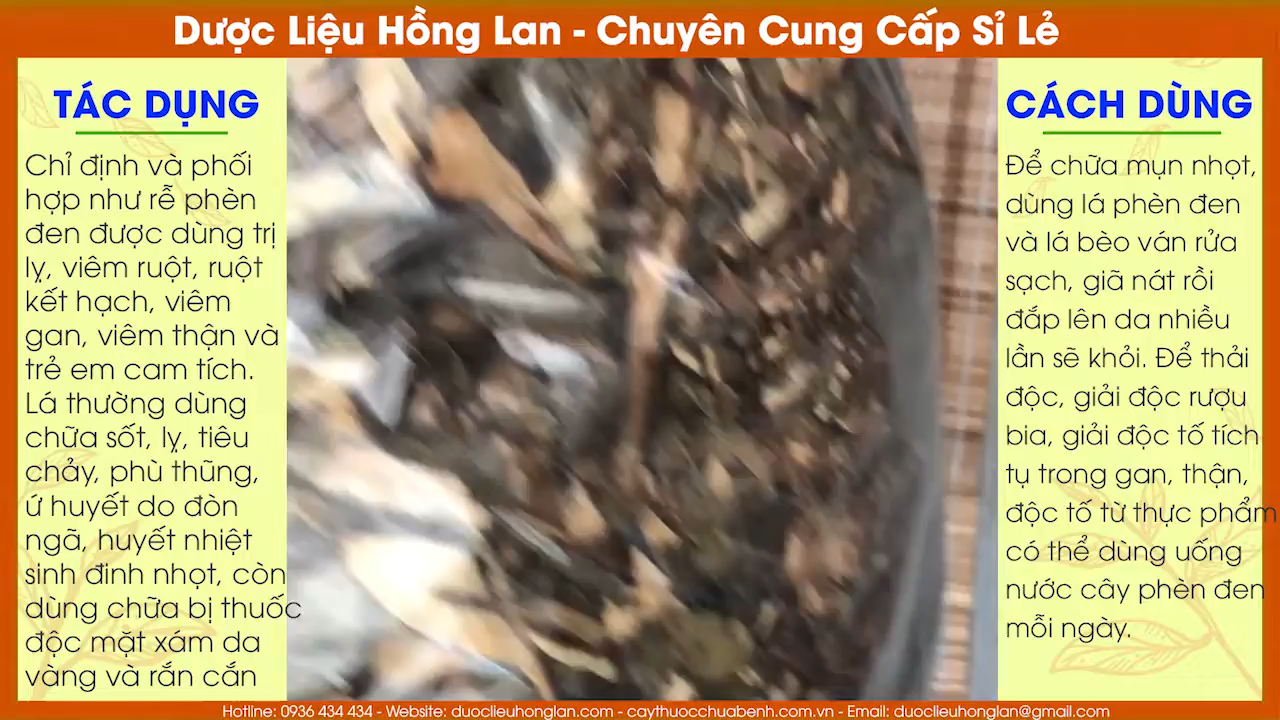 Dược Liệu Hồng Lan - Chuyên Cung Cấp Sỉ Lẻ
TÁC DỤNG
Chỉ định và phối
hợp như rễ phèn
đen được dùng trị
lỵ, viêm ruột, ruột
kết hạch, viêm
gan, viêm thận và
trẻ em cam tích.
Lá thường dùng
chữa sốt, lỵ, tiêu
chảy, phù thũng,
ứ huyết do đòn
ngã, huyết nhiệt
sinh đinh nhọt, còn
dùng chữa bị thuốc
độc mặt xám da
vàng và rắn cắn
CÁCH DÙNG
Để chữa mụn nhọt,
dùng lá phèn đen
và lá bèo ván rửa
sạch, giã nát rồi
đắp lên da nhiều
lần sẽ khỏi. Để thải
độc, giải độc rượu
bia, giải độc tố tích
tụ trong gan, thận,
độc tố từ thực phẩm
có thể dùng uống
nước cây phèn đen
mỗi ngày.
Hotline: 0936 434 434 - Website: duoclieuhonglan.com - caythuocchuabenh.com.vn - Email: duoclieuhonglan@gmail.com